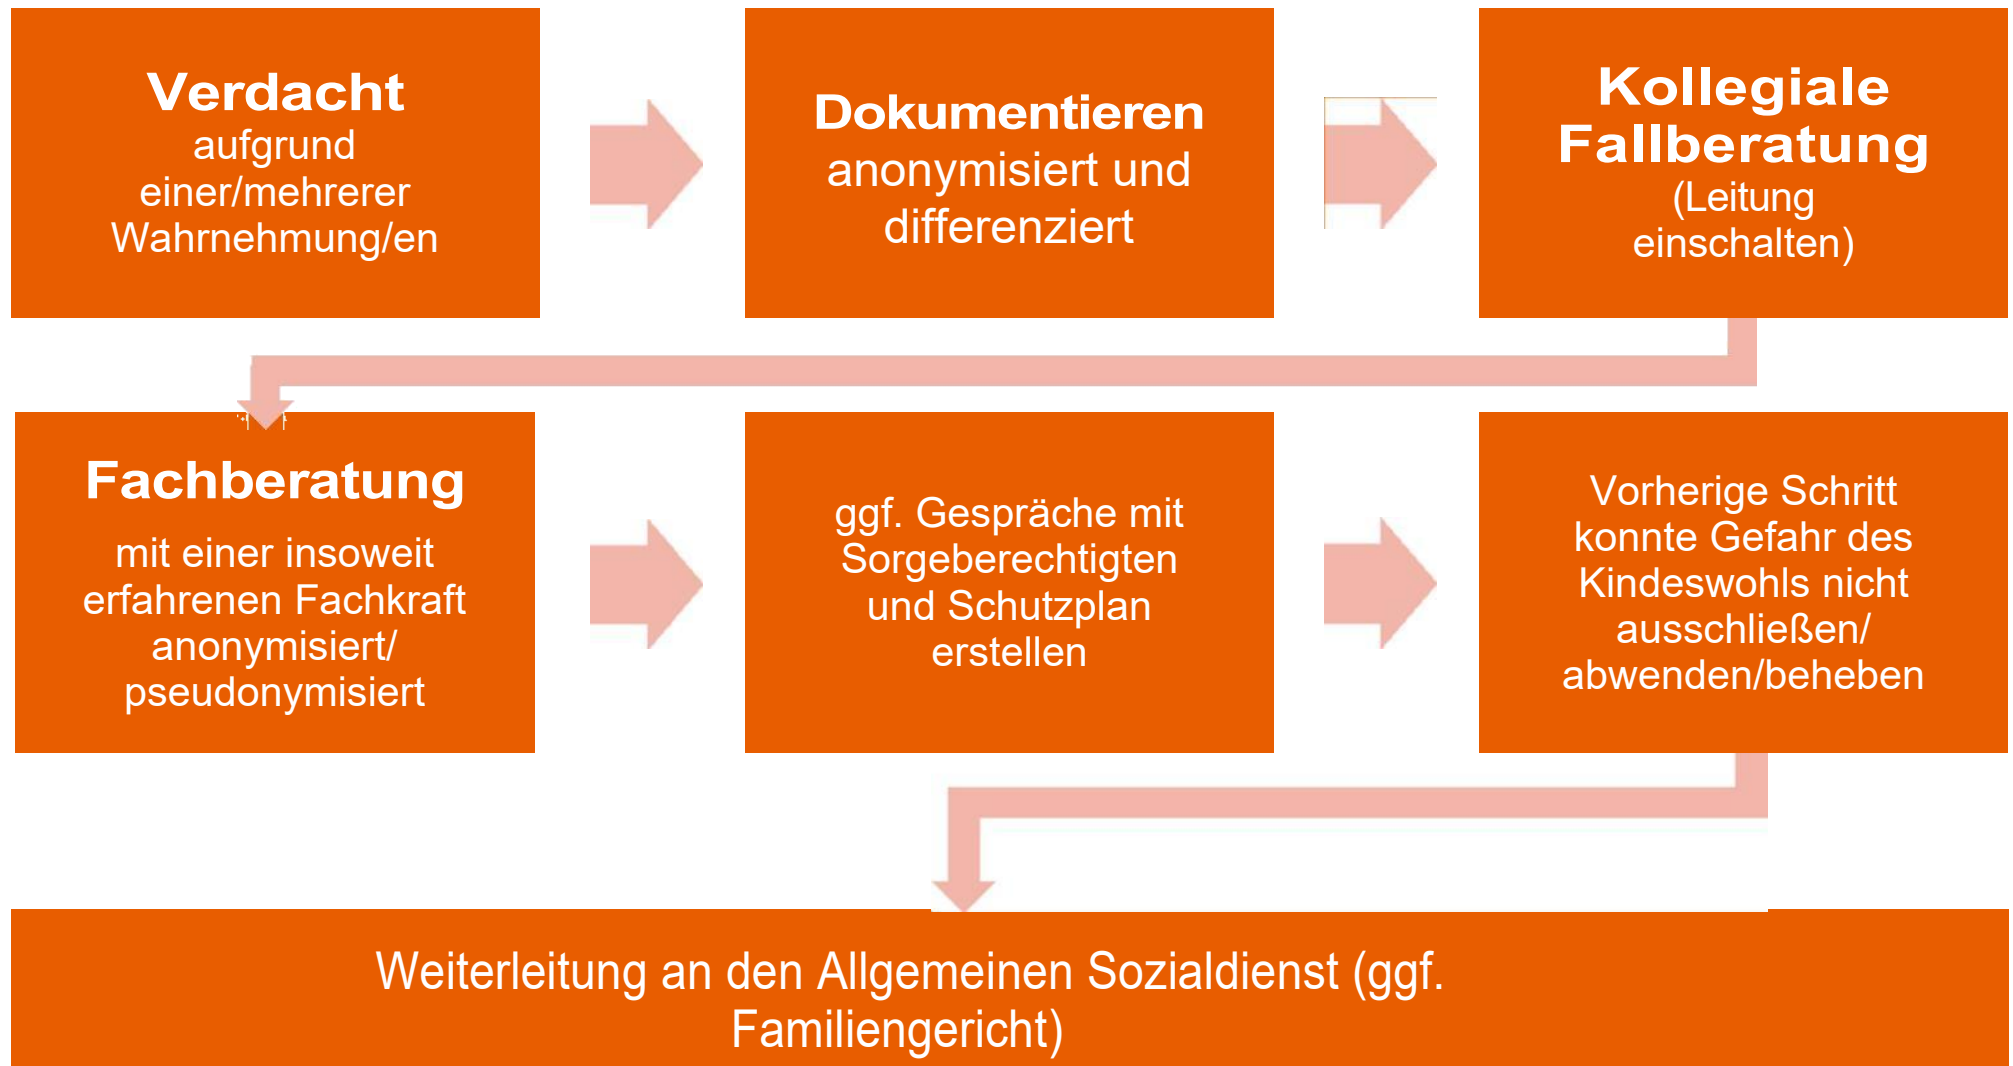 Verdacht
aufgrund
einer/mehrerer
Wahrnehmung/en
Dokumentieren
anonymisiert und
differenziert
Kollegiale
Fallberatung
(Leitung
einschalten)
Fachberatung
mit einer insoweit
erfahrenen Fachkraft
anonymisiert/
pseudonymisiert
ggf. Gespräche mit
Sorgeberechtigten
und Schutzplan
erstellen
Vorherige Schritt
konnte Gefahr des
Kindeswohls nicht
ausschließen/
abwenden/beheben
Weiterleitung an den Allgemeinen Sozialdienst (ggf.
Familiengericht)